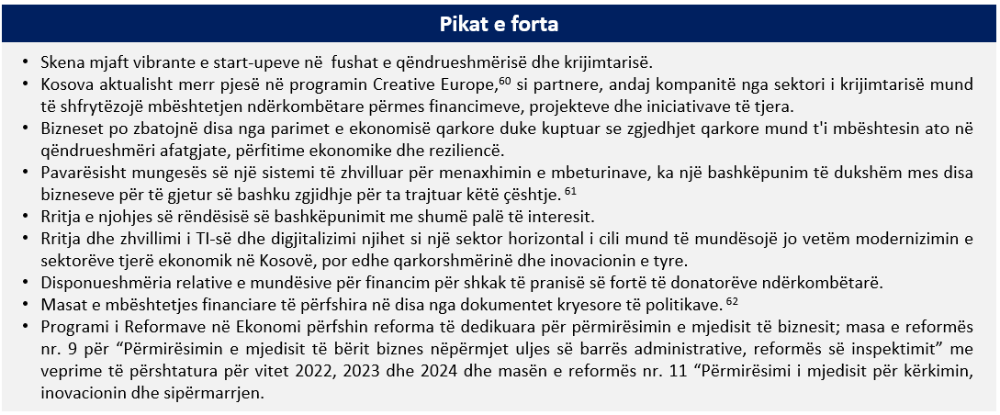 Pikat e forta
• Skena mjaft vibrante e start-upeve në fushat e qëndrueshmërisë dhe krijimtarisë.
• Kosova aktualisht merr pjesë në programin Creative Europe,60 si partnere, andaj kompanitë nga sektori i krijimtarisë mund
të shfrytëzojë mbështetjen ndërkombëtare përmes financimeve, projekteve dhe iniciativave të tjera.
• Bizneset po zbatojnë disa nga parimet e ekonomisë qarkore duke kuptuar se zgjedhjet qarkore mund t'i mbështesin ato në
qëndrueshmëri afatgjate, përfitime ekonomike dhe reziliencë.
• Pavarësisht mungesës së një sistemi të zhvilluar për menaxhimin e mbeturinave, ka një bashkëpunim të dukshëm mes disa
bizneseve për të gjetur së bashku zgjidhje për ta trajtuar këtë çështje. 61
• Rritja e njohjes së rëndësisë së bashkëpunimit me shumë palë të interesit.
• Rritja dhe zhvillimi i TI-së dhe digjitalizimi njihet si një sektor horizontal i cili mund të mundësojë jo vetëm modernizimin e
sektorëve tjerë ekonomik në Kosovë, por edhe qarkorshmërinë dhe inovacionin e tyre.
• Disponueshmëria relative e mundësive për financim për shkak të pranisë së fortë të donatorëve ndërkombëtarë.
• Masat e mbështetjes financiare të përfshira në disa nga dokumentet kryesore të politikave. 62
• Programi i Reformave në Ekonomi përfshin reforma të dedikuara për përmirësimin e mjedisit të biznesit; masa e reformës
nr. 9 për “Përmirësimin e mjedisit të bërit biznes nëpërmjet uljes së barrës administrative, reformës së inspektimit” me
veprime të përshtatura për vitet 2022, 2023 dhe 2024 dhe masën e reformës nr. 11 “Përmirësimi i mjedisit për kërkimin,
inovacionin dhe sipërmarrjen.